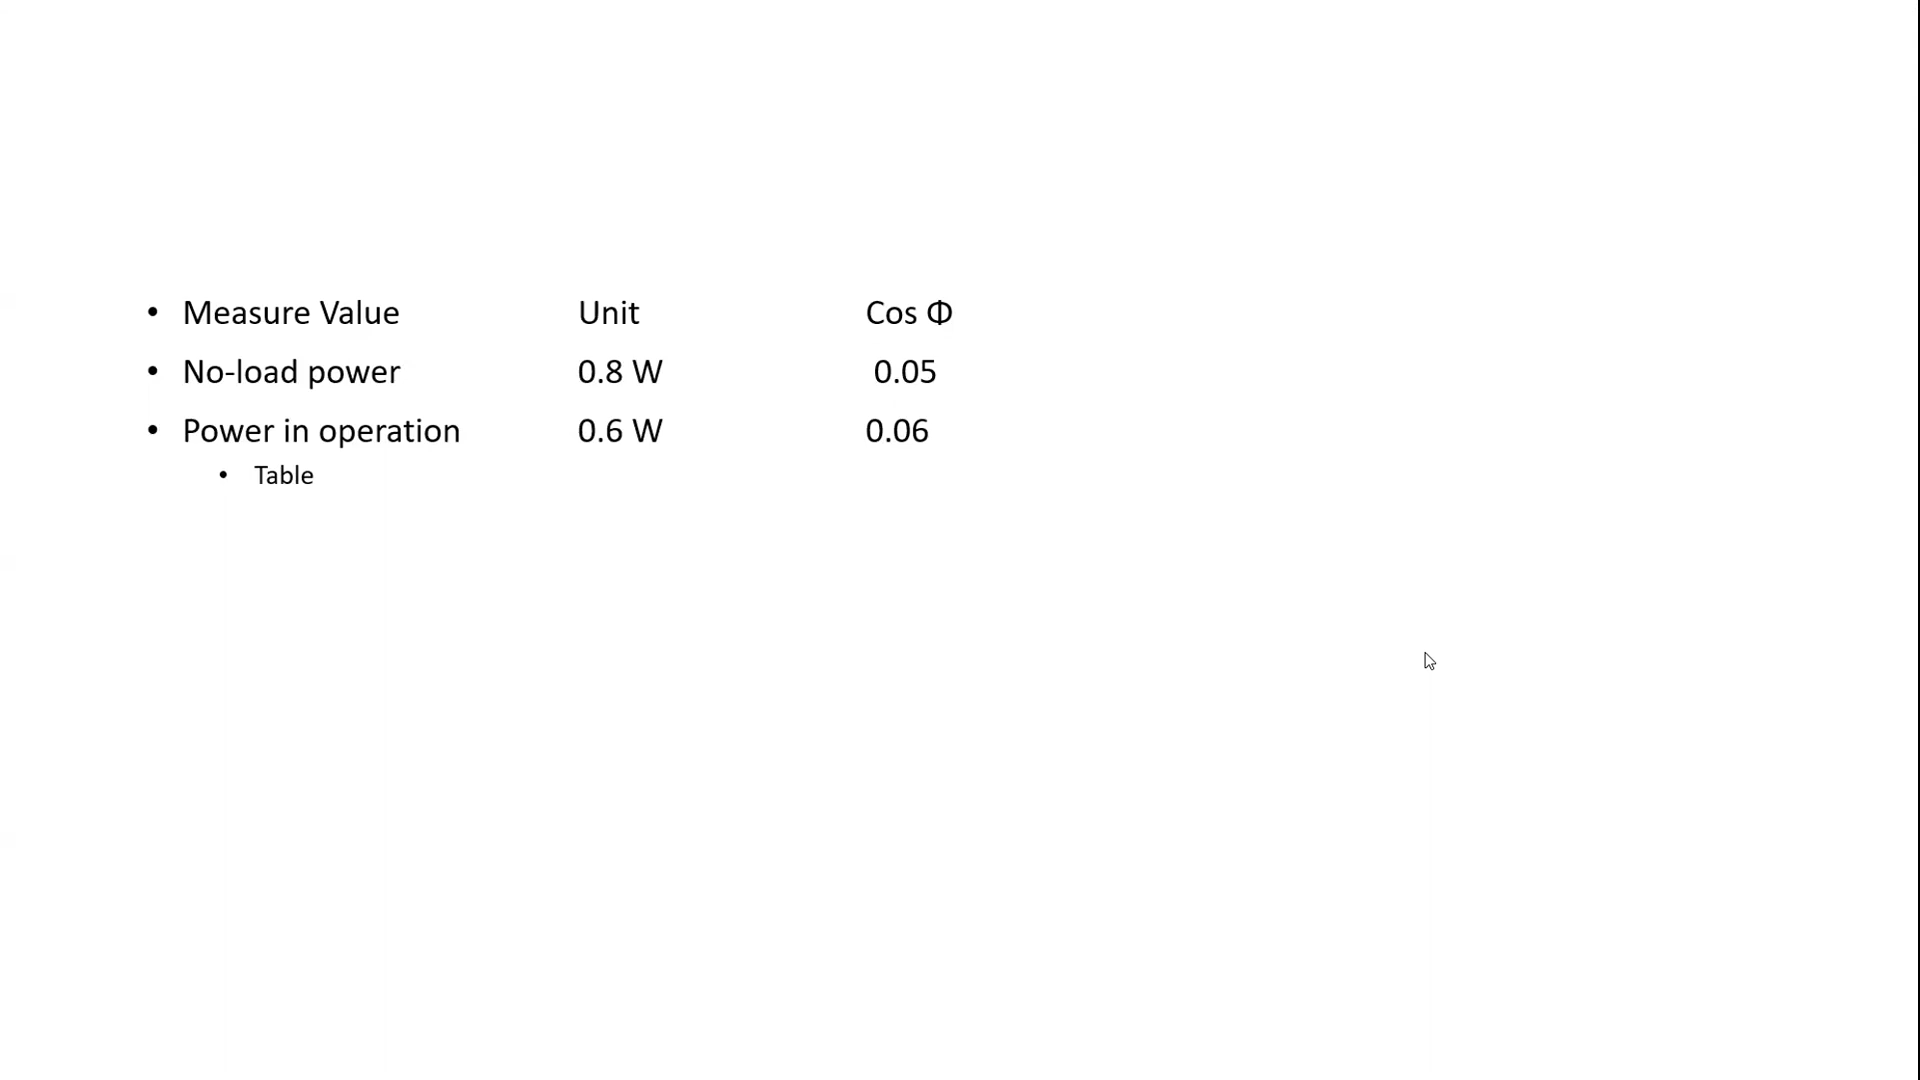 • Measure Value Unit Cos Φ
• No-load power 0.8 W 0.05
• Power in operation 0.6 W 0.06
• Table